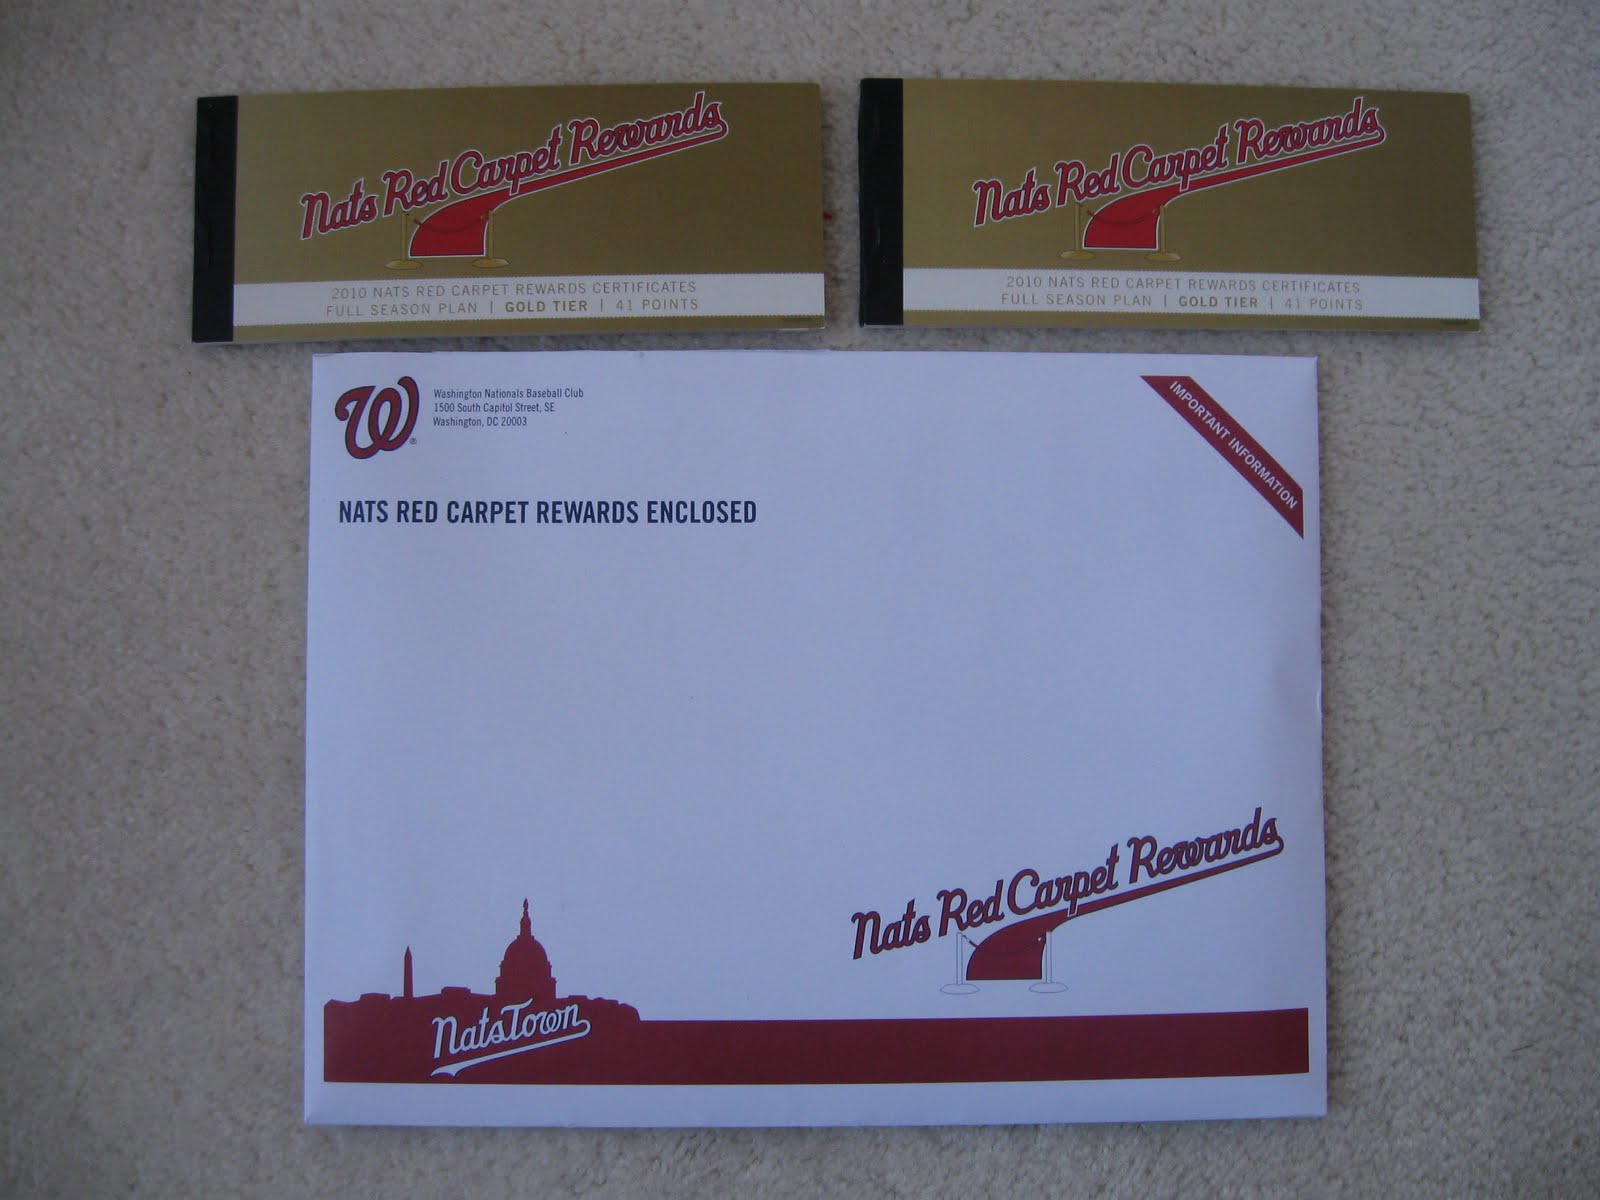 Nats Red Carpet Rewards
2010 NATS RED CARPET REWARDS CERTIFICATES
FULL SEASON PLAN | GOLD TIER | 41 POINTS
Nats Red Carpet Rewards
2010 NATS RED CARPET REWARDS CERTIFICATES
FULL SEASON PLAN | GOLD TIER | 41 POINTS
W®
Washington Nationals Baseball Club
1500 South Capitol Street, SE
Washington, DC 20003
IMPORTANT INFORMATION
NATS RED CARPET REWARDS ENCLOSED
Nats Red Carpet Rewards
NatsTown